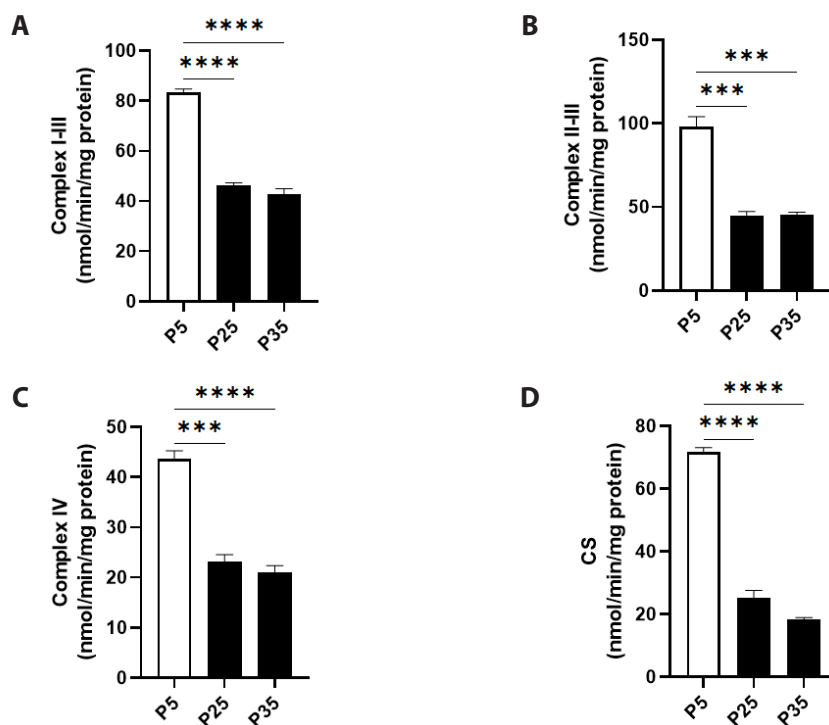 A
Complex I-III
(nmol/min/mg protein)
100
80
60
40
20
0
****
****
P5
P25
P35
B
Complex II-III
(nmol/min/mg protein)
150
100
50
0
***
***
P5
P25
P35
C
Complex IV
(nmol/min/mg protein)
50
40
30
20
10
0
****
***
P5
P25
P35
D
CS
(nmol/min/mg protein)
80
60
40
20
0
****
****
P5
P25
P35